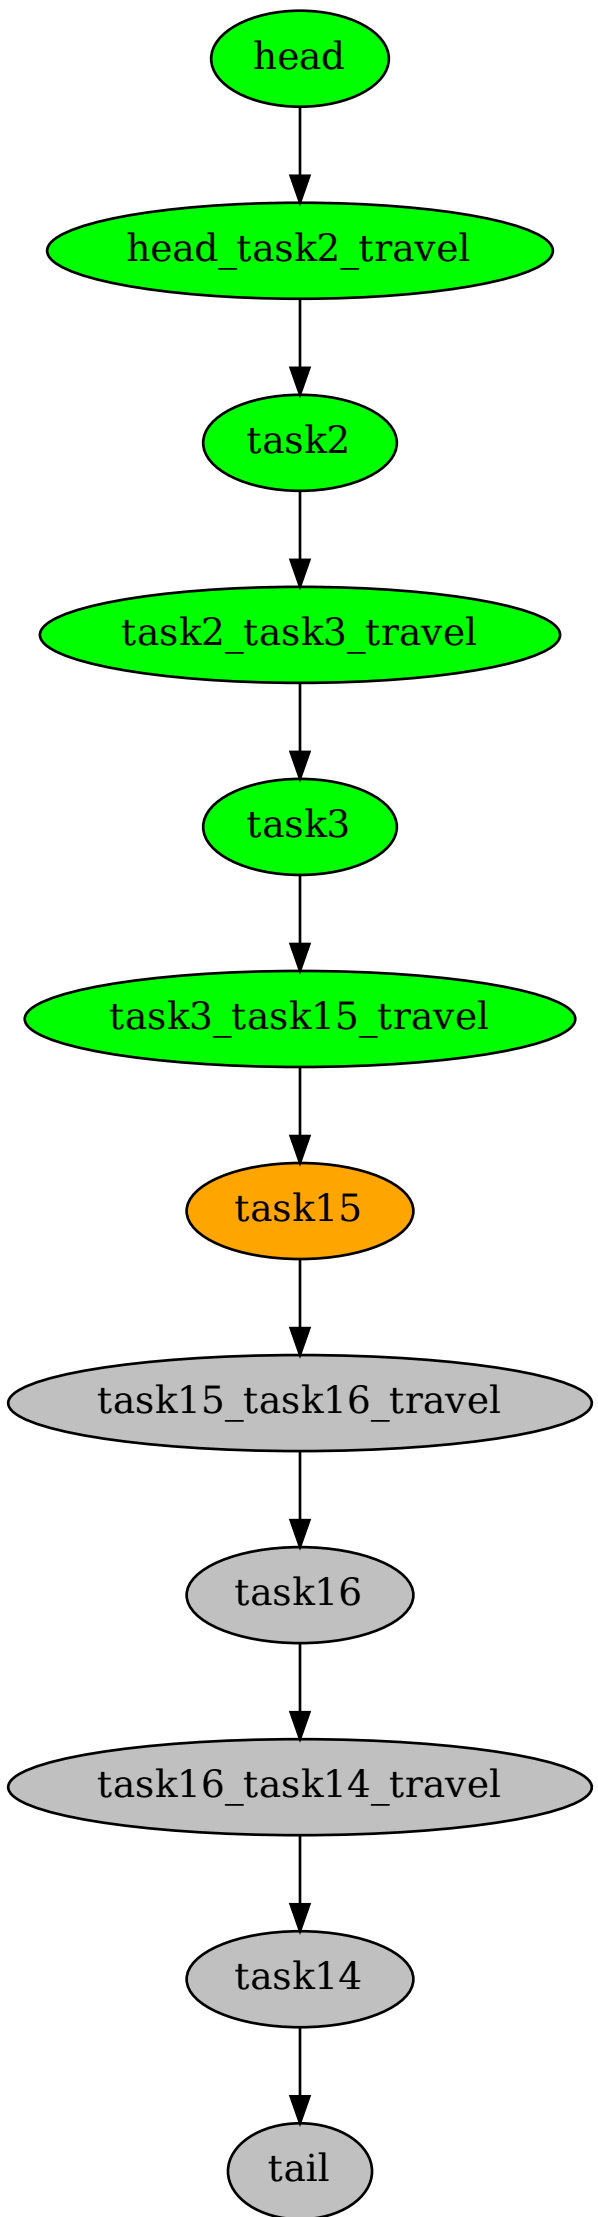 head
head_task2_travel
task2
task2_task3_travel
task3
task3_task15_travel
task15
task15_task16_travel
task16
task16_task14_travel
task14
tail